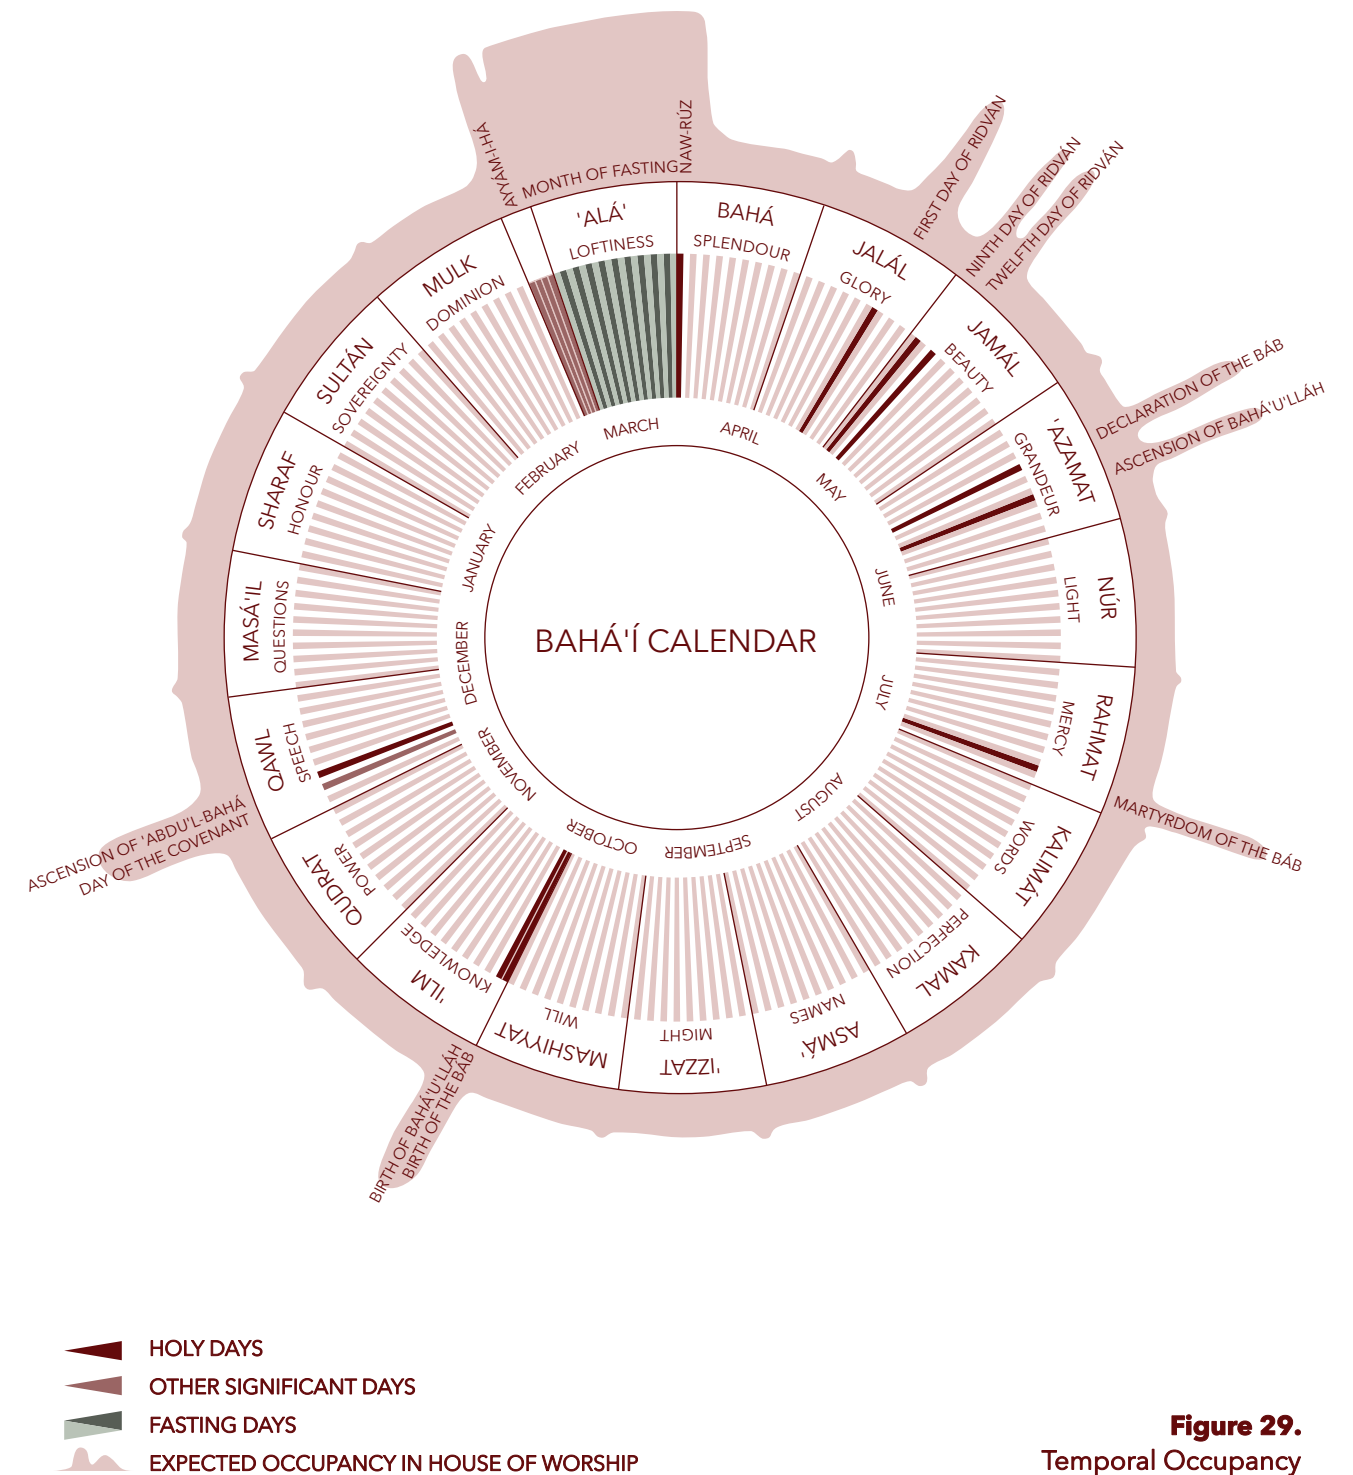 AYYÁM-I-HÁ
MONTH OF FASTING
NAW-RÚZ
FIRST DAY OF RIDVÁN
NINTH DAY OF RIDVÁN
TWELFTH DAY OF RIDVÁN
DECLARATION OF THE BÁB
ASCENSION OF BAHÁ'U'LLÁH
MARTYRDOM OF THE BÁB
BIRTH OF BAHÁ'U'LLÁH
BIRTH OF THE BÁB
ASCENSION OF 'ABDU'L-BAHÁ
DAY OF THE COVENANT
BAHÁ
SPLENDOUR
JALÁL
GLORY
JAMÁL
BEAUTY
'AZAMAT
GRANDEUR
NÚR
LIGHT
RAHMAT
MERCY
KALIMÁT
WORDS
KAMAL
PERFECTION
ASMÁ'
NAMES
'IZZAT
MIGHT
MASHIYYAT
WILL
'ILM
KNOWLEDGE
QUDRAT
POWER
QAWL
SPEECH
MASÁ'IL
QUESTIONS
SHARAF
HONOUR
SULTÁN
SOVEREIGNTY
MULK
DOMINION
'ALÁ'
LOFTINESS
MARCH
APRIL
MAY
JUNE
JULY
AUGUST
SEPTEMBER
OCTOBER
NOVEMBER
DECEMBER
JANUARY
FEBRUARY
BAHÁ'Í CALENDAR
HOLY DAYS
OTHER SIGNIFICANT DAYS
FASTING DAYS
EXPECTED OCCUPANCY IN HOUSE OF WORSHIP
Figure 29.
Temporal Occupancy